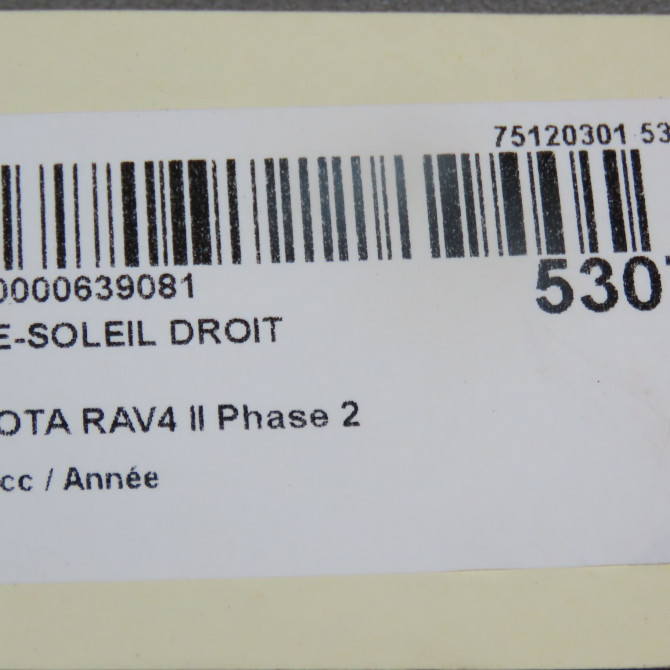 75120301 53
0000639081
530
E-SOLEIL DROIT
OTA RAV4 II Phase 2
cc / Année